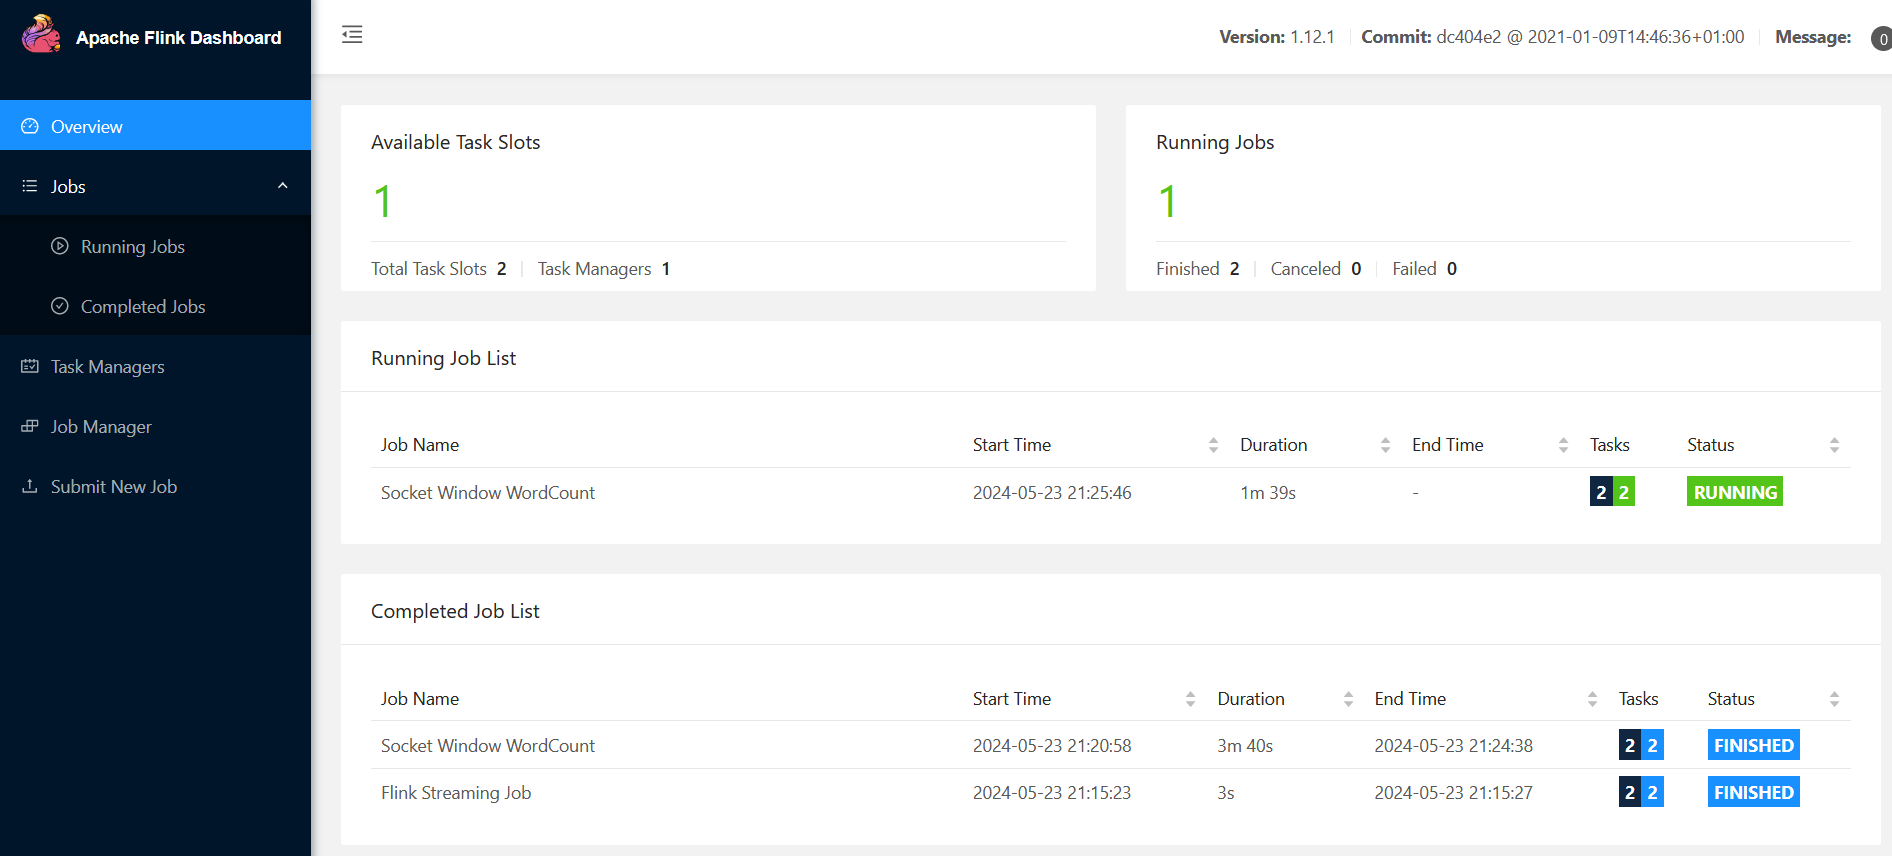 Apache Flink Dashboard
Version: 1.12.1 Commit: dc404e2 @ 2021-01-09T14:46:36+01:00 Message: 0
Overview
Jobs
Running Jobs
Completed Jobs
Task Managers
Job Manager
Submit New Job
Available Task Slots
1
Total Task Slots 2 Task Managers 1
Running Jobs
1
Finished 2 Canceled 0 Failed 0
Running Job List
Job Name Start Time Duration End Time Tasks Status
Socket Window WordCount 2024-05-23 21:25:46 1m 39s - 2 2 RUNNING
Completed Job List
Job Name Start Time Duration End Time Tasks Status
Socket Window WordCount 2024-05-23 21:20:58 3m 40s 2024-05-23 21:24:38 2 2 FINISHED
Flink Streaming Job 2024-05-23 21:15:23 3s 2024-05-23 21:15:27 2 2 FINISHED